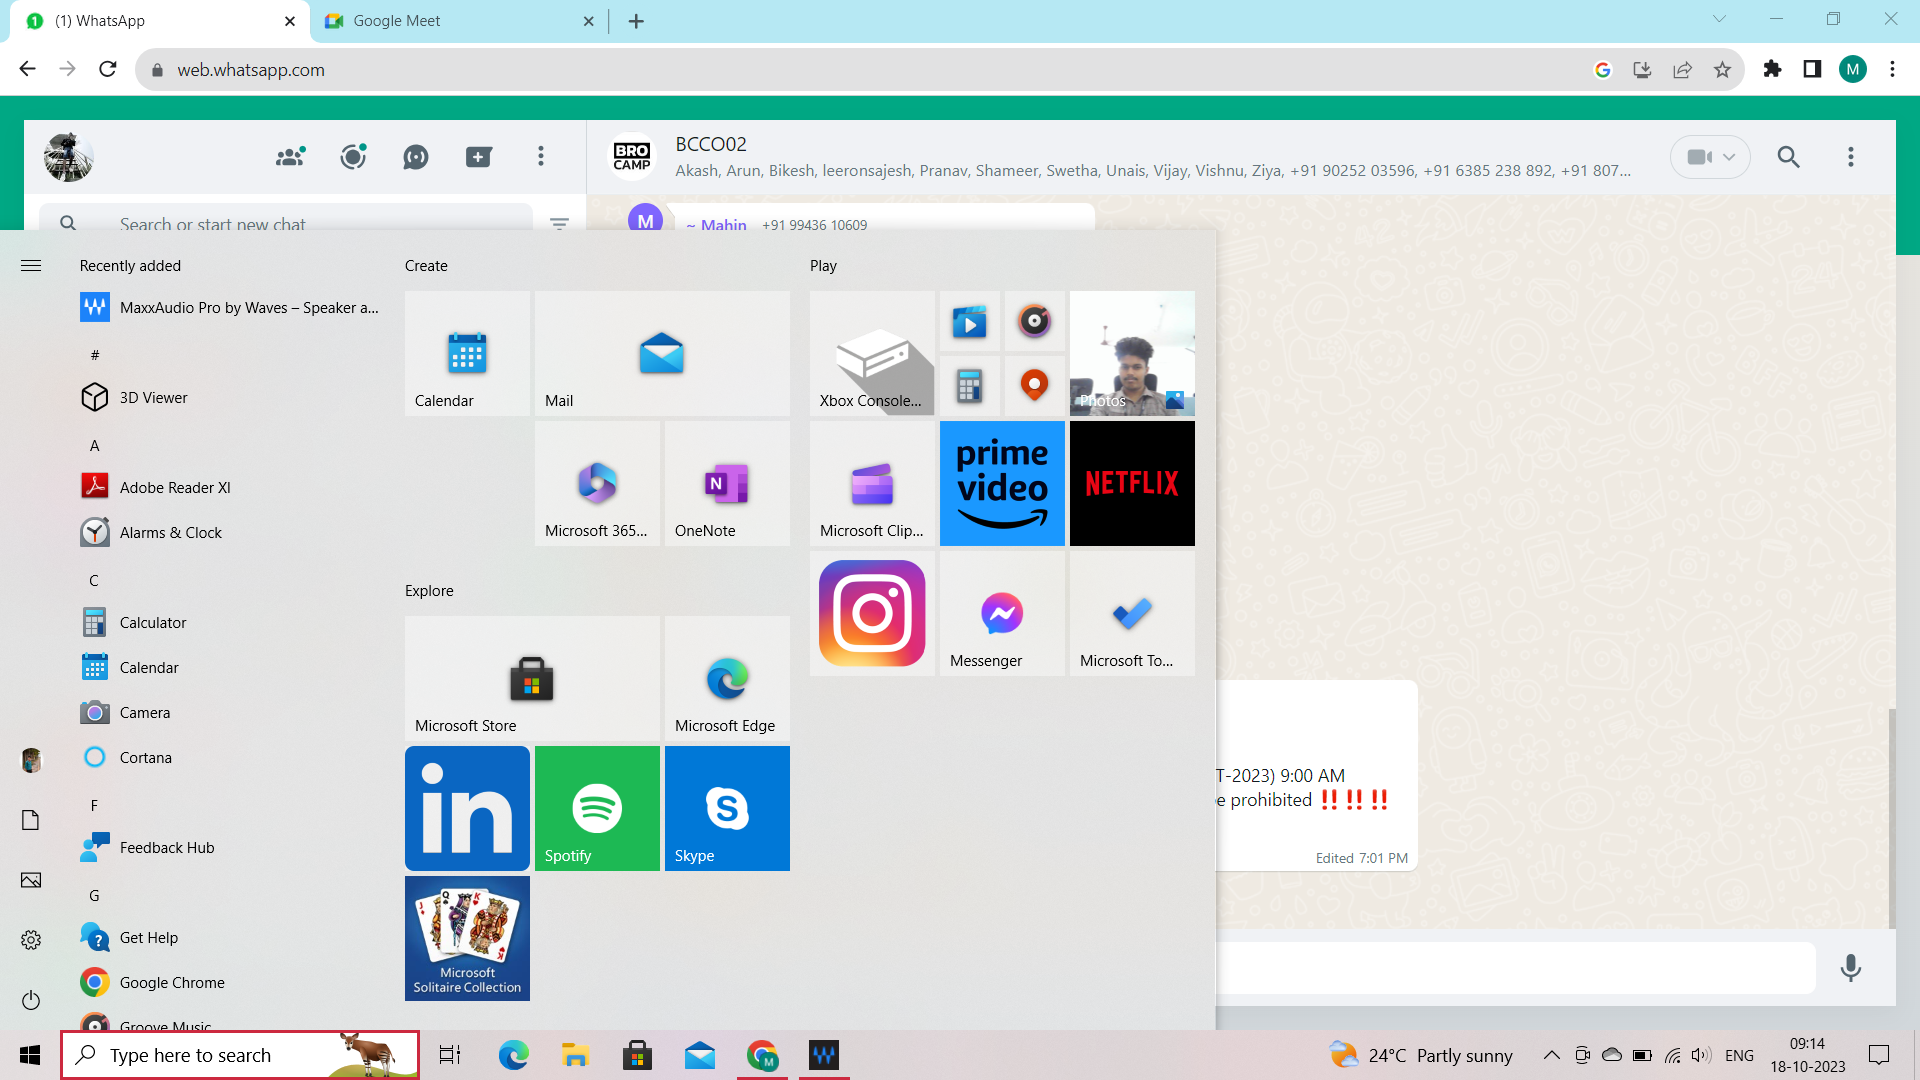 (1) WhatsApp
Google Meet
web.whatsapp.com
M
BRO
CAMP
BCCO02
Akash, Arun, Bikesh, leeronsajesh, Pranav, Shameer, Swetha, Unais, Vijay, Vishnu, Ziya, +91 90252 03596, +91 6385 238 892, +91 807...
Search or start new chat
M
~ Mahin +91 99436 10609
Recently added
MaxxAudio Pro by Waves – Speaker a...
#
3D Viewer
A
Adobe Reader XI
Alarms & Clock
C
Calculator
Calendar
Camera
Cortana
F
Feedback Hub
G
Get Help
Google Chrome
Groove Music
Create
Calendar
Mail
Microsoft 365...
N
OneNote
Explore
Microsoft Store
Microsoft Edge
in
Spotify
S
Skype
J
Q
K
Microsoft
Solitaire Collection
Play
Xbox Console...
Photos
Microsoft Clip...
prime
video
NETFLIX
Messenger
Microsoft To...
T-2023) 9:00 AM
e prohibited ‼️ ‼️ ‼️
Edited 7:01 PM
Type here to search
M
24°C Partly sunny
ENG
09:14
18-10-2023